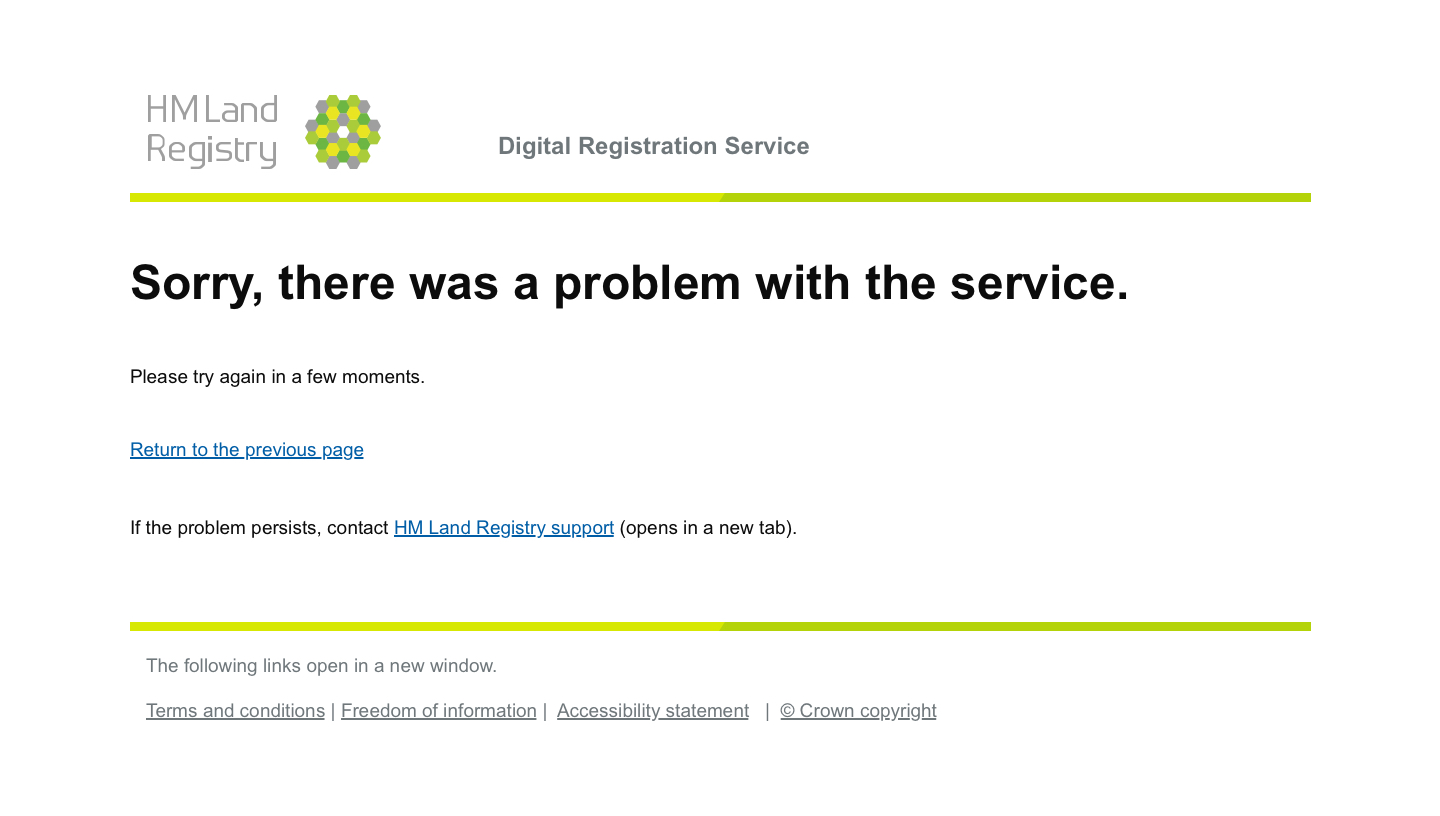 HM Land
Registry
Digital Registration Service
Sorry, there was a problem with the service.
Please try again in a few moments.
Return to the previous page
If the problem persists, contact HM Land Registry support (opens in a new tab).
The following links open in a new window.
Terms and conditions | Freedom of information | Accessibility statement | © Crown copyright